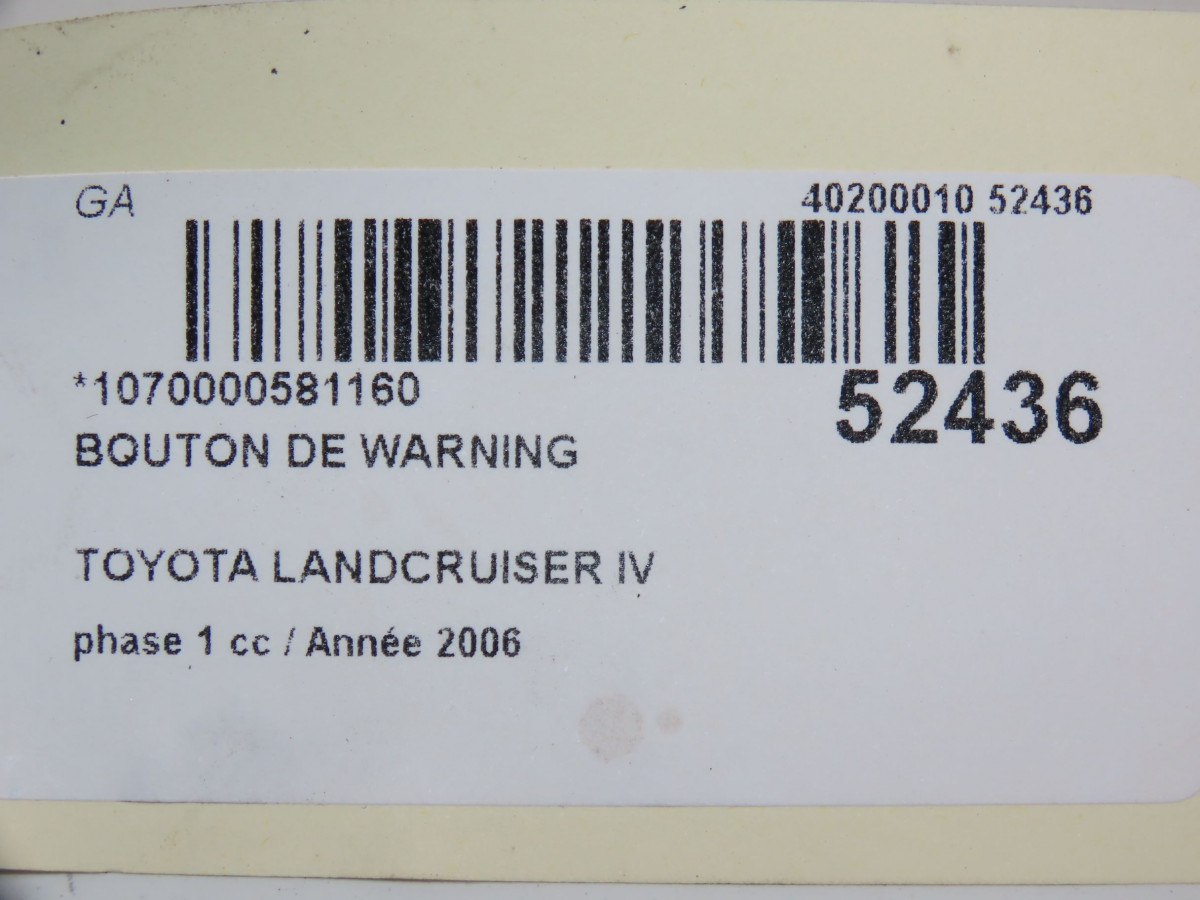 GA
40200010 52436
*1070000581160
52436
BOUTON DE WARNING
TOYOTA LANDCRUISER IV
phase 1 cc / Année 2006